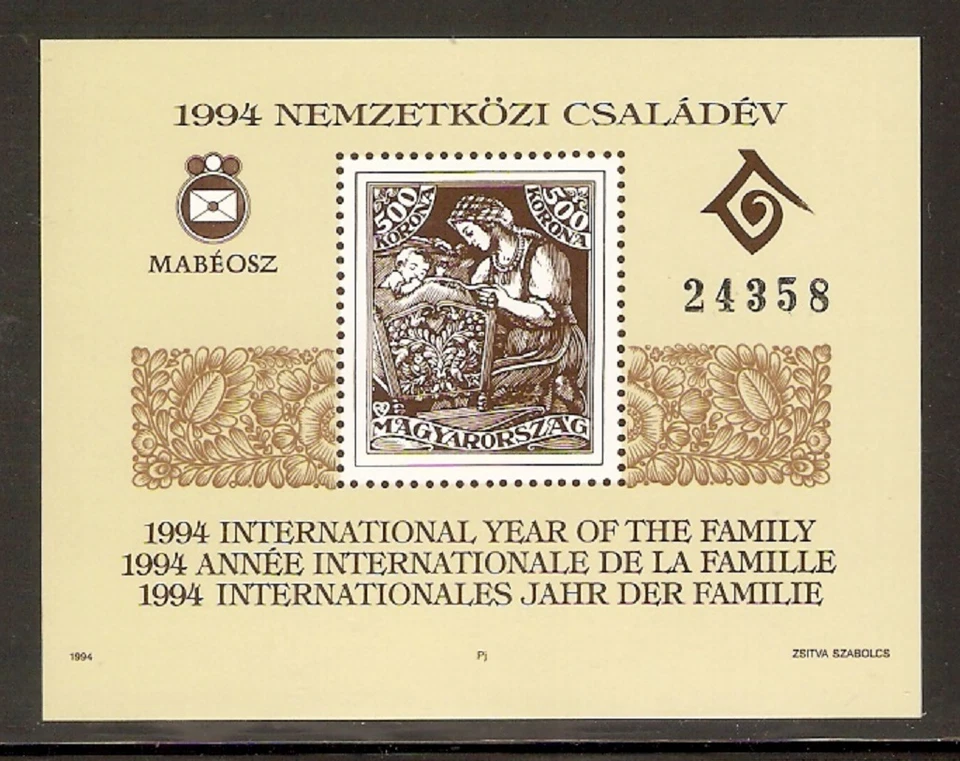 1994 NEMZETKÖZI CSALÁDÉV
MABÉOSZ
500 KORONA
500 KORONA
MAGYARORSZÁG
24358
1994 INTERNATIONAL YEAR OF THE FAMILY
1994 ANNÉE INTERNATIONALE DE LA FAMILLE
1994 INTERNATIONALES JAHR DER FAMILIE
1994 Pj ZSITVA SZABOLCS